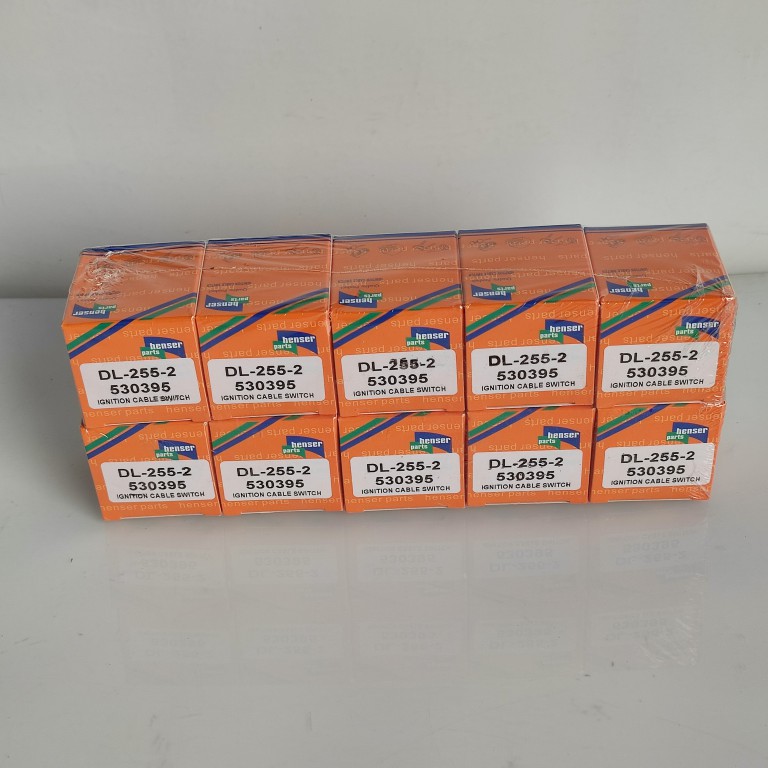 henser
parts
DL-255-2
530395
IGNITION CABLE SWITCH
henser
parts
DL-255-2
530395
IGNITION CABLE SWITCH
henser
parts
DL-255-2
530395
IGNITION CABLE SWITCH
henser
parts
DL-255-2
530395
IGNITION CABLE SWITCH
henser
parts
DL-255-2
530395
IGNITION CABLE SWITCH
henser
parts
DL-255-2
530395
IGNITION CABLE SWITCH
henser parts
henser
parts
DL-255-2
530395
IGNITION CABLE SWITCH
henser
parts
DL-255-2
530395
IGNITION CABLE SWITCH
henser
parts
DL-255-2
530395
IGNITION CABLE SWITCH
henser
parts
DL-255-2
530395
IGNITION CABLE SWITCH